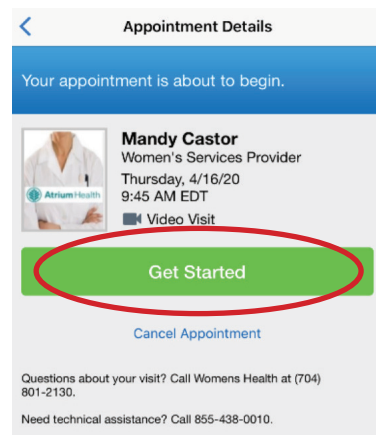 Appointment Details
Your appointment is about to begin.
Mandy Castor
Women's Services Provider
Thursday, 4/16/20
9:45 AM EDT
Atrium Health
Video Visit
Get Started
Cancel Appointment
Questions about your visit? Call Womens Health at (704)
801-2130.
Need technical assistance? Call 855-438-0010.